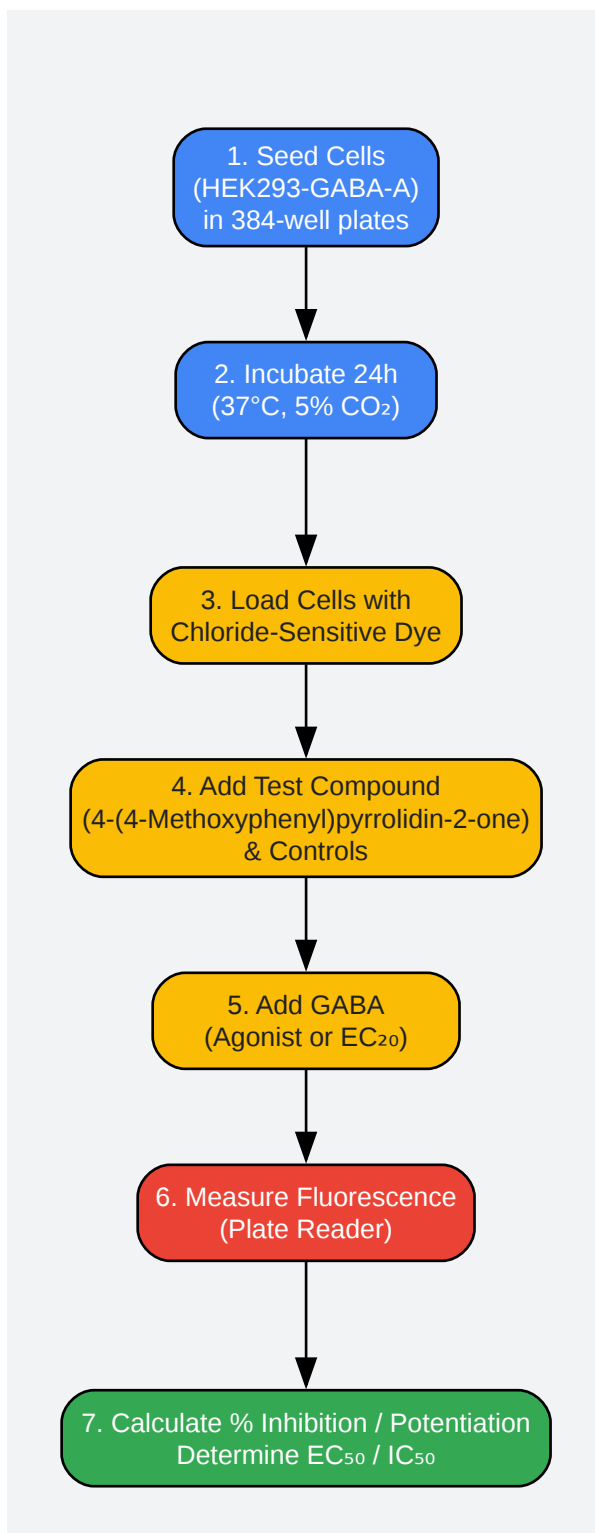 1. Seed Cells
(HEK293-GABA-A)
in 384-well plates
2. Incubate 24h
(37°C, 5% CO₂)
3. Load Cells with
Chloride-Sensitive Dye
4. Add Test Compound
(4-(4-Methoxyphenyl)pyrrolidin-2-one)
& Controls
5. Add GABA
(Agonist or EC₂₀)
6. Measure Fluorescence
(Plate Reader)
7. Calculate % Inhibition / Potentiation
Determine EC₅₀ / IC₅₀